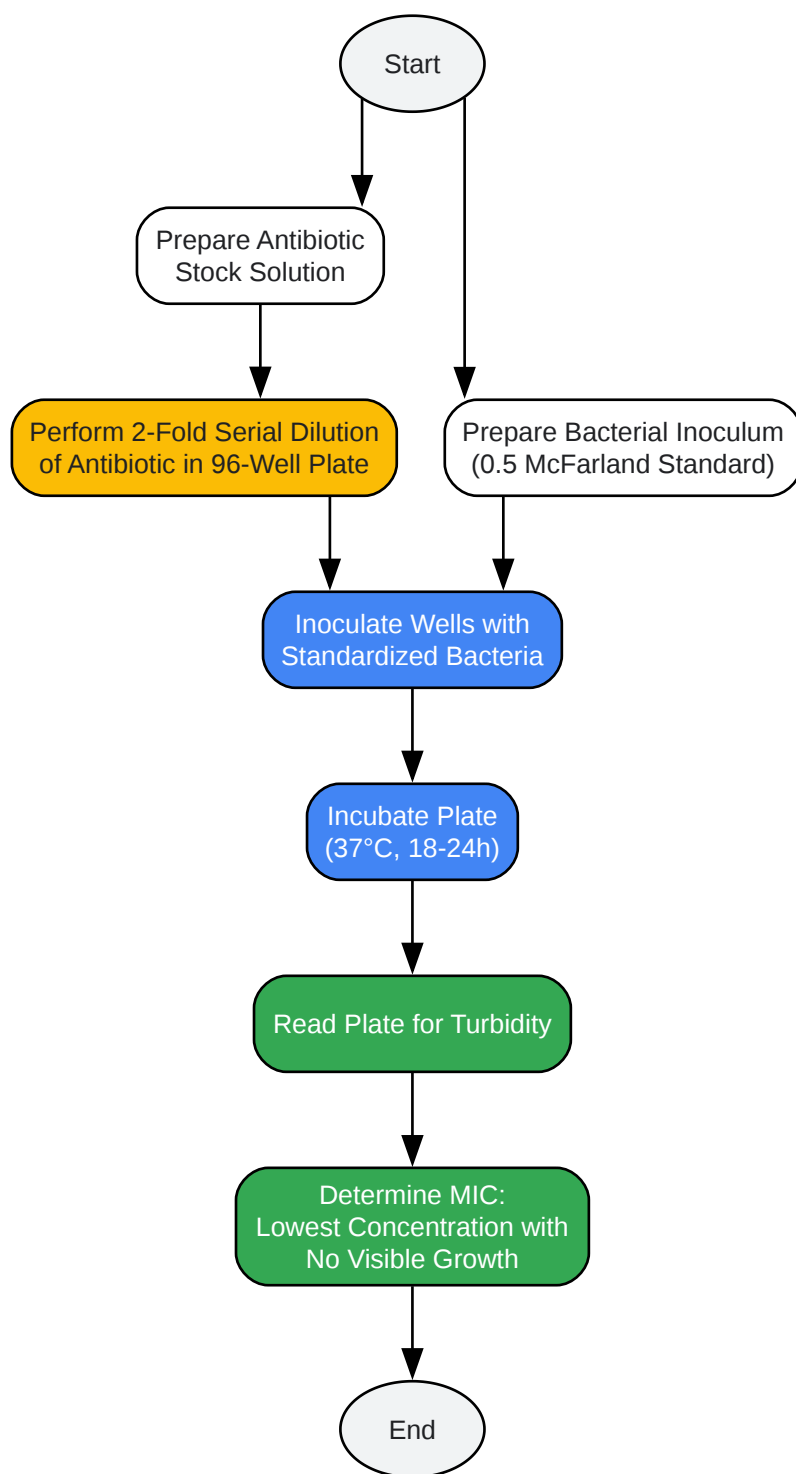 Start
Prepare Antibiotic
Stock Solution
Perform 2-Fold Serial Dilution
of Antibiotic in 96-Well Plate
Prepare Bacterial Inoculum
(0.5 McFarland Standard)
Inoculate Wells with
Standardized Bacteria
Incubate Plate
(37°C, 18-24h)
Read Plate for Turbidity
Determine MIC:
Lowest Concentration with
No Visible Growth
End